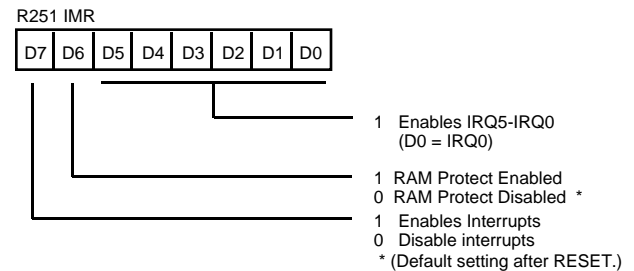 R251 IMR
D7 D6 D5 D4 D3 D2 D1 D0
1 Enables IRQ5-IRQ0
(D0 = IRQ0)
1 RAM Protect Enabled
0 RAM Protect Disabled *
1 Enables Interrupts
0 Disable interrupts
* (Default setting after RESET.)